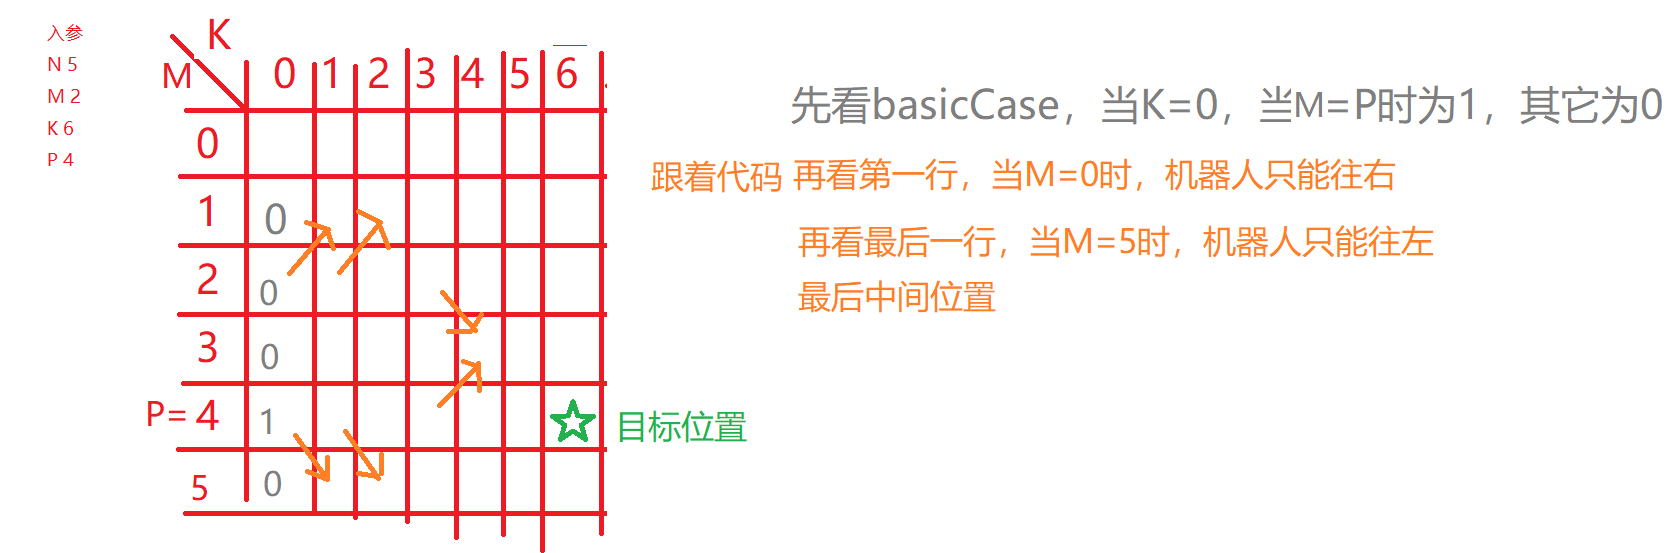 入参
N 5
M 2
K 6
P 4
K
M
0 1 2 3 4 5 6
0
1 0
2 0
3 0
P= 4 1
5 0
目标位置
先看basicCase，当K=0，当M=P时为1，其它为0
跟着代码 再看第一行，当M=0时，机器人只能往右
再看最后一行，当M=5时，机器人只能往左
最后中间位置